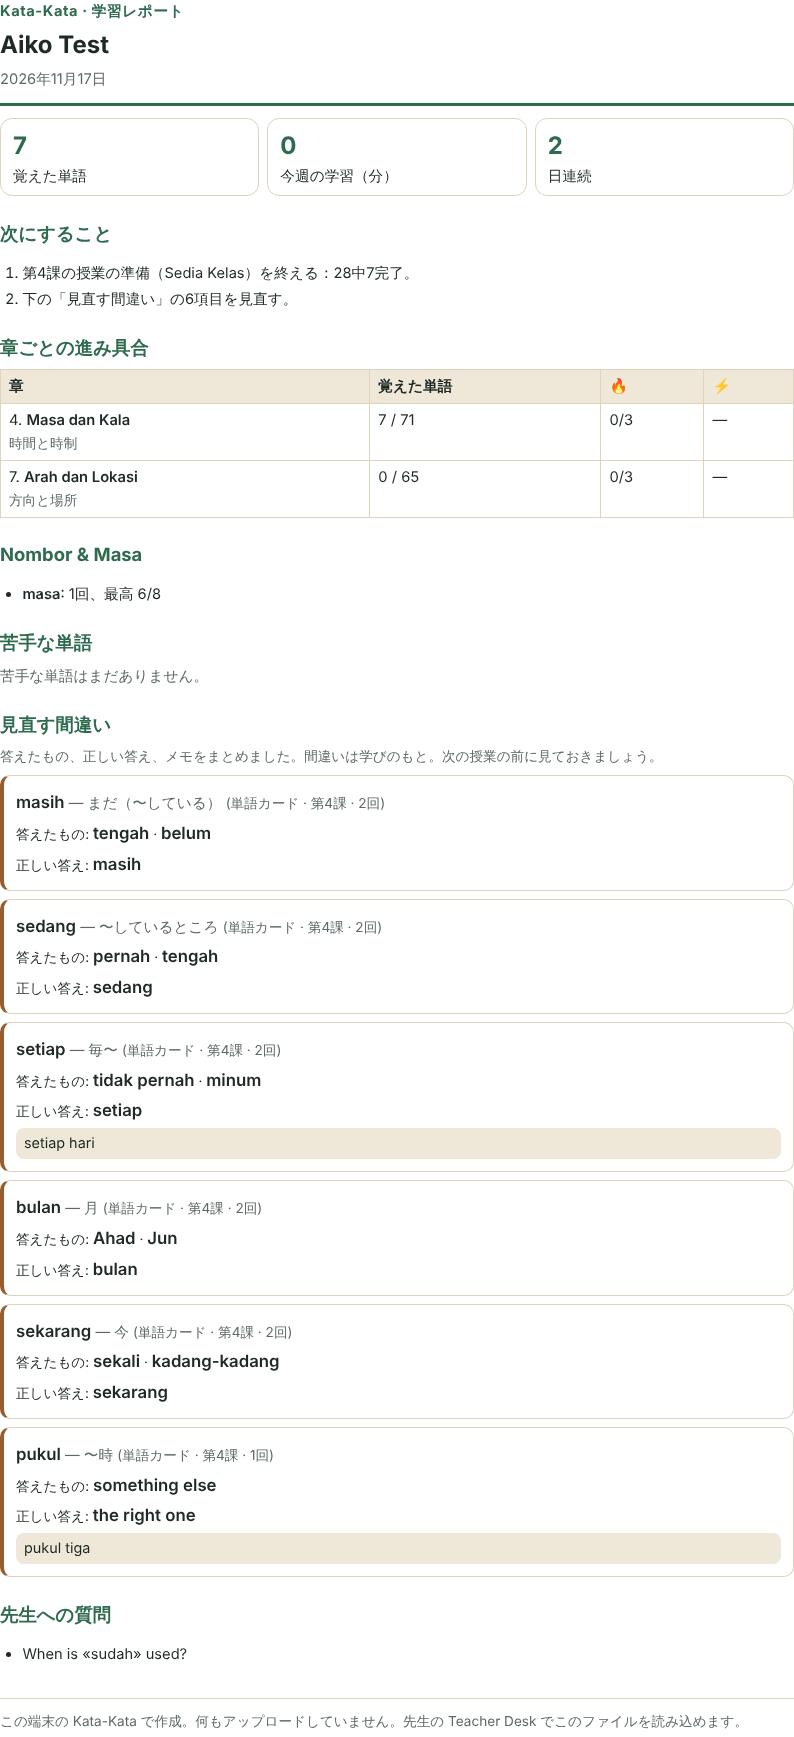 Kata-Kata · 学習レポート
Aiko Test
2026年11月17日
7
覚えた単語
0
今週の学習（分）
2
日連続
次にすること
1. 第4課の授業の準備（Sedia Kelas）を終える：28中7完了。
2. 下の「見直す間違い」の6項目を見直す。
章ごとの進み具合
章 覚えた単語 🔥 ⚡
4. Masa dan Kala 7 / 71 0/3 —
時間と時制
7. Arah dan Lokasi 0 / 65 0/3 —
方向と場所
Nombor & Masa
• masa: 1回、最高 6/8
苦手な単語
苦手な単語はまだありません。
見直す間違い
答えたもの、正しい答え、メモをまとめました。間違いは学びのもと。次の授業の前に見ておきましょう。
masih — まだ（〜している） (単語カード · 第4課 · 2回)
答えたもの: tengah · belum
正しい答え: masih
sedang — 〜しているところ (単語カード · 第4課 · 2回)
答えたもの: pernah · tengah
正しい答え: sedang
setiap — 毎〜 (単語カード · 第4課 · 2回)
答えたもの: tidak pernah · minum
正しい答え: setiap
setiap hari
bulan — 月 (単語カード · 第4課 · 2回)
答えたもの: Ahad · Jun
正しい答え: bulan
sekarang — 今 (単語カード · 第4課 · 2回)
答えたもの: sekali · kadang-kadang
正しい答え: sekarang
pukul — 〜時 (単語カード · 第4課 · 1回)
答えたもの: something else
正しい答え: the right one
pukul tiga
先生への質問
• When is «sudah» used?
この端末の Kata-Kata で作成。何もアップロードしていません。先生の Teacher Desk でこのファイルを読み込めます。